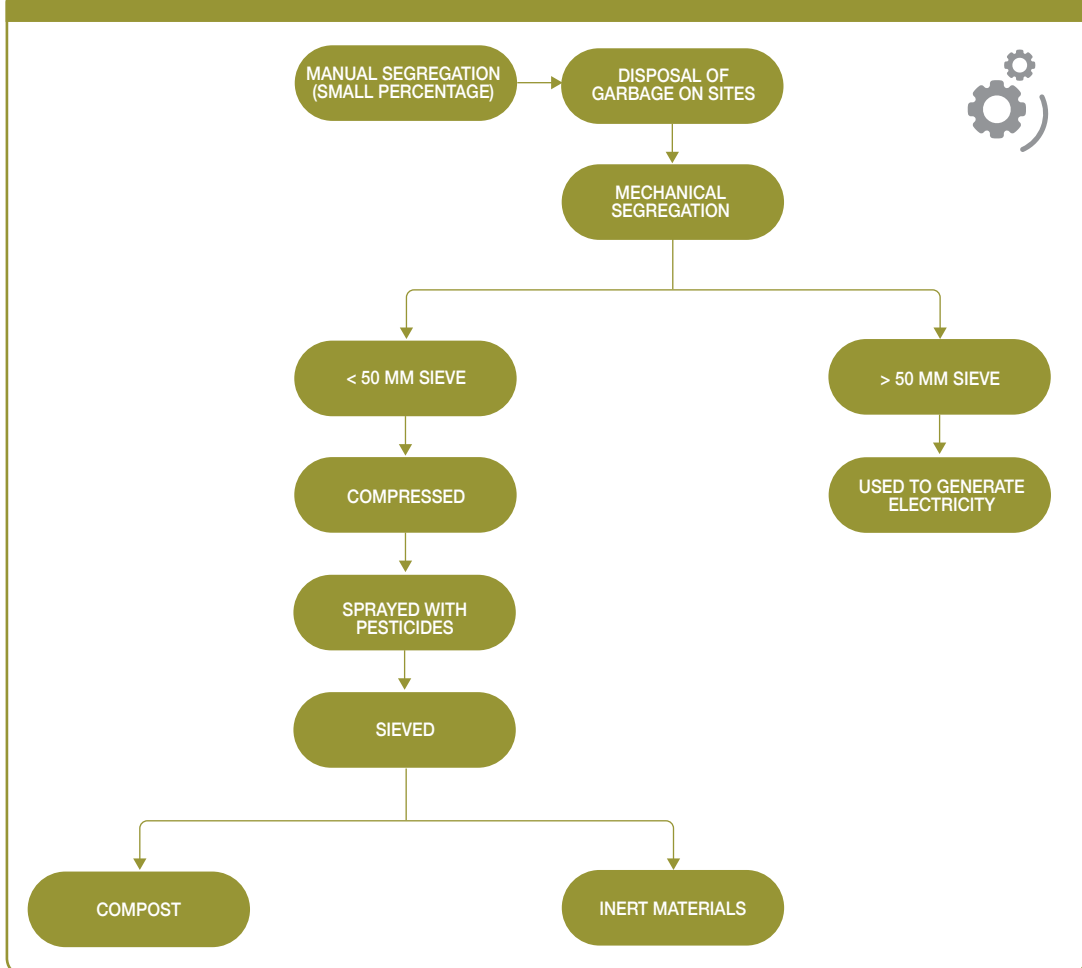 MANUAL SEGREGATION
(SMALL PERCENTAGE)
DISPOSAL OF
GARBAGE ON SITES
MECHANICAL
SEGREGATION
< 50 MM SIEVE
> 50 MM SIEVE
COMPRESSED
USED TO GENERATE
ELECTRICITY
SPRAYED WITH
PESTICIDES
SIEVED
COMPOST
INERT MATERIALS